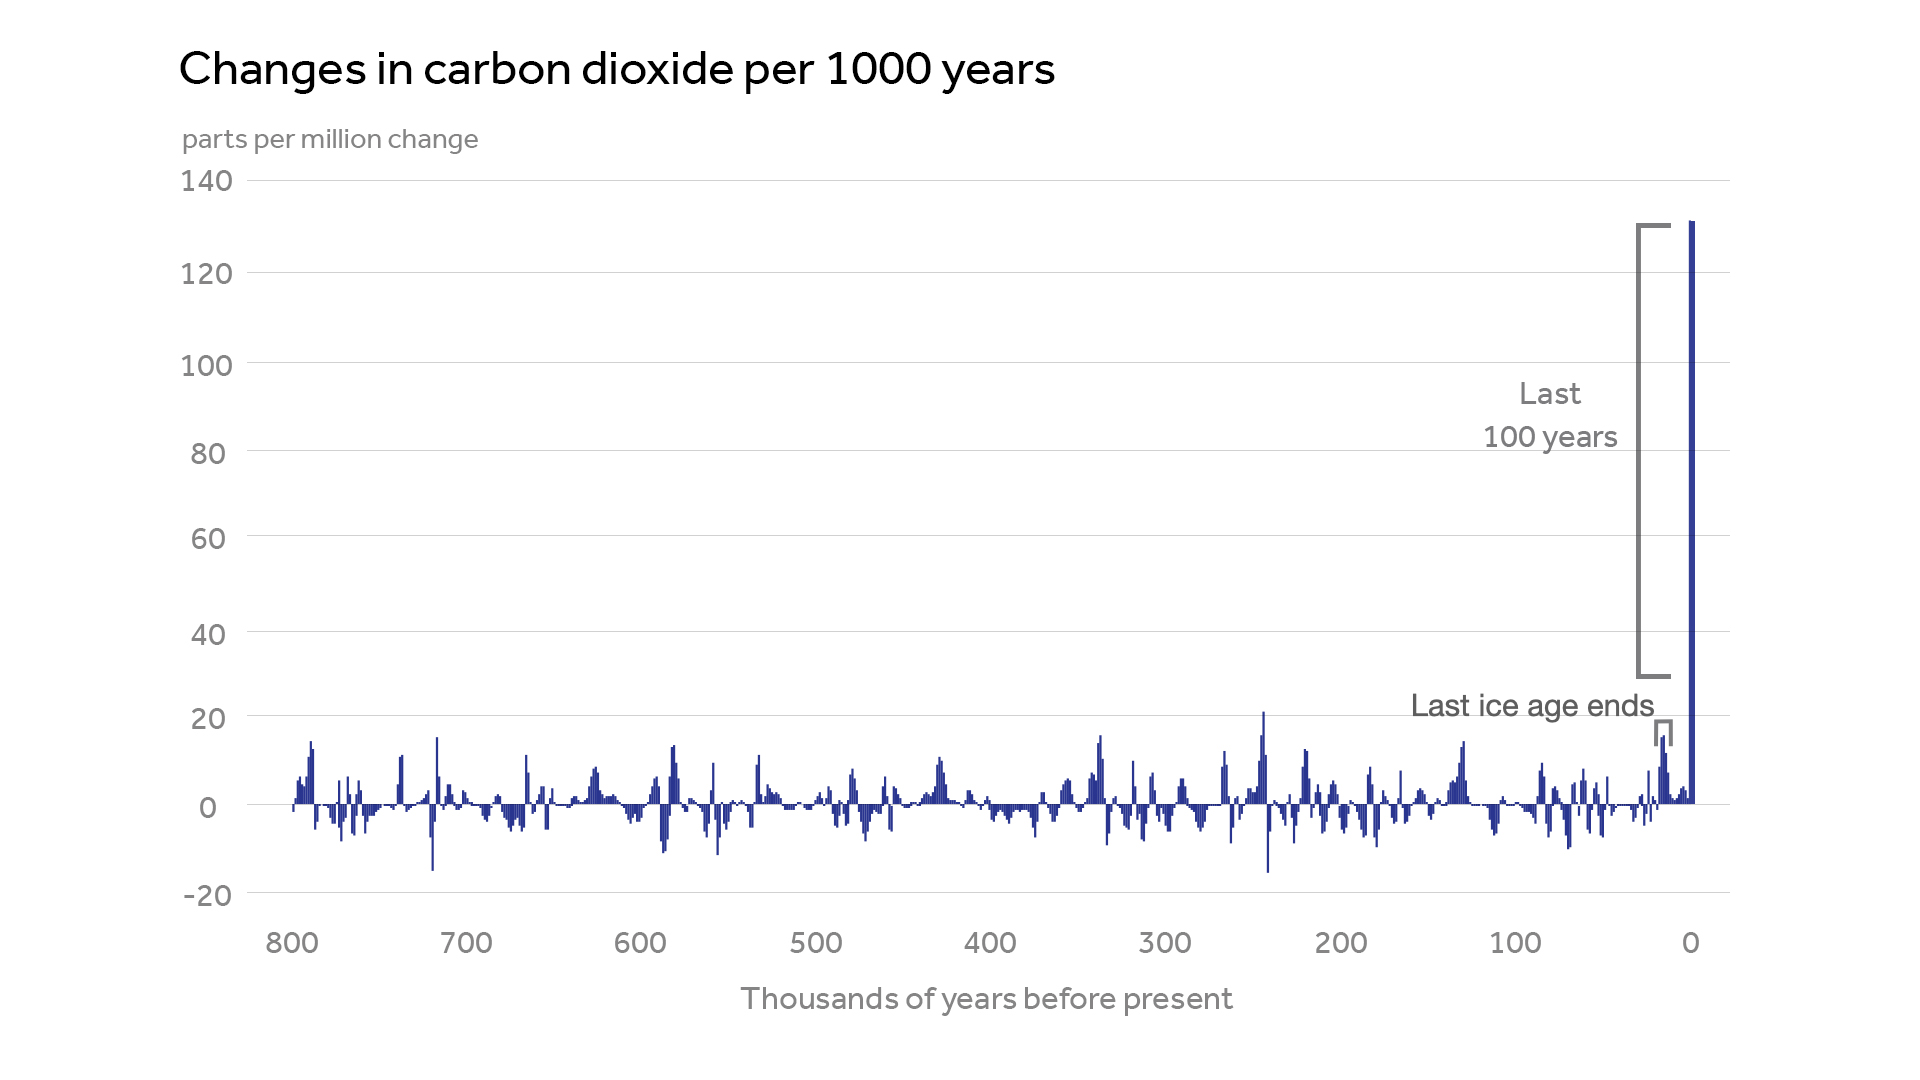 Changes in carbon dioxide per 1000 years
parts per million change
140
120
100
80
60
40
20
0
-20
Last
100 years
Last ice age ends
800 700 600 500 400 300 200 100 0
Thousands of years before present